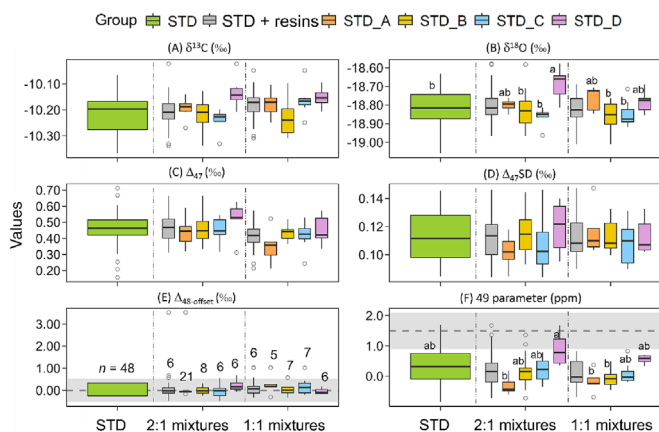 Group STD STD + resins STD_A STD_B STD_C STD_D
(A) δ¹³C (‰)
-10.10
-10.20
-10.30
(B) δ¹⁸O (‰)
-18.60
-18.70
-18.80
-18.90
-19.00
b ab b b a ab b b ab
Values
(C) Δ₄₇ (‰)
0.70
0.60
0.50
0.40
0.30
0.20
(D) Δ₄₇SD (‰)
0.14
0.12
0.10
(E) Δ₄₈₋ₒffₛₑₜ (‰)
3.00
2.00
1.00
0.00
n = 48 6 21 8 6 6 6 5 7 7 6
(F) 49 parameter (ppm)
2.0
1.0
0.0
ab b ab ab a b b ab ab
STD 2:1 mixtures 1:1 mixtures
STD 2:1 mixtures 1:1 mixtures